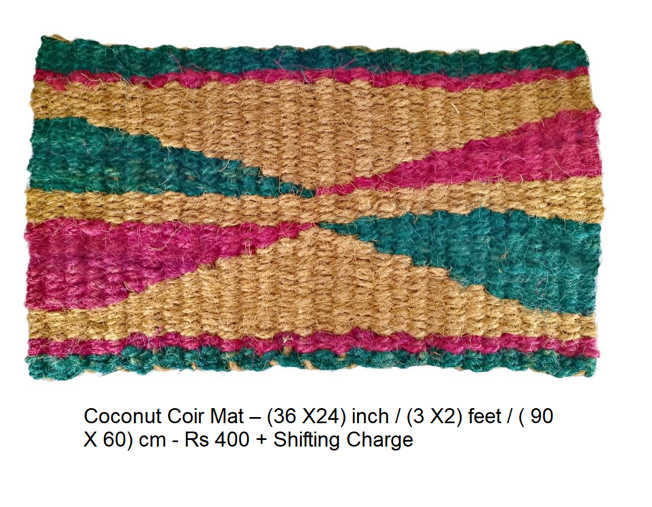 Coconut Coir Mat – (36 X24) inch / (3 X2) feet / ( 90
X 60) cm - Rs 400 + Shifting Charge